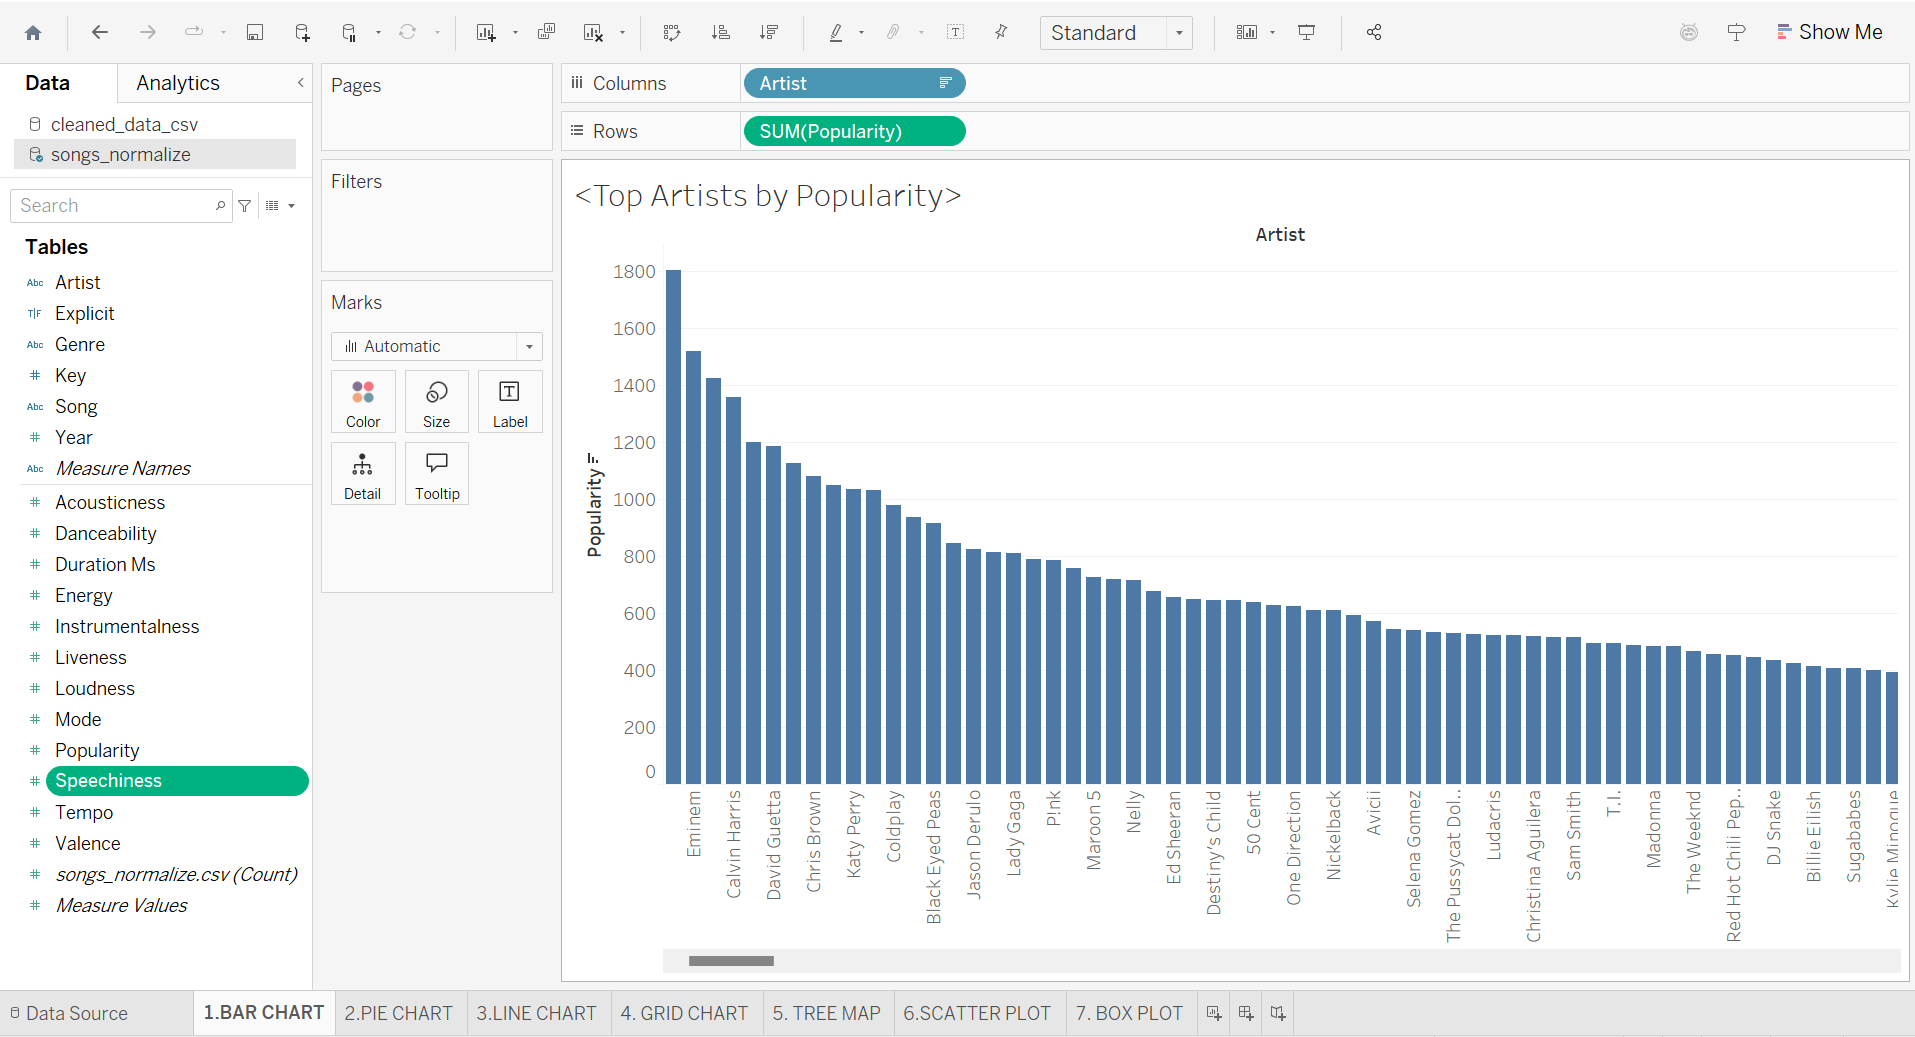 Standard
Show Me
Data
Analytics
cleaned_data_csv
songs_normalize
Search
Tables
Abc Artist
T|F Explicit
Abc Genre
# Key
Abc Song
# Year
Abc Measure Names
# Acousticness
# Danceability
# Duration Ms
# Energy
# Instrumentalness
# Liveness
# Loudness
# Mode
# Popularity
# Speechiness
# Tempo
# Valence
# songs_normalize.csv (Count)
# Measure Values
Pages
Filters
Marks
Automatic
Color
Size
T
Label
Detail
Tooltip
Columns
Artist
Rows
SUM(Popularity)
<Top Artists by Popularity>
Artist
Popularity
1800
1600
1400
1200
1000
800
600
400
200
0
Eminem
Calvin Harris
David Guetta
Chris Brown
Katy Perry
Coldplay
Black Eyed Peas
Jason Derulo
Lady Gaga
P!nk
Maroon 5
Nelly
Ed Sheeran
Destiny's Child
50 Cent
One Direction
Nickelback
Avicii
Selena Gomez
The Pussycat Dol..
Ludacris
Christina Aguilera
Sam Smith
T.I.
Madonna
The Weeknd
Red Hot Chili Pep..
DJ Snake
Billie Eilish
Sugababes
Kylie Minogue
Data Source
1.BAR CHART
2.PIE CHART
3.LINE CHART
4. GRID CHART
5. TREE MAP
6.SCATTER PLOT
7. BOX PLOT